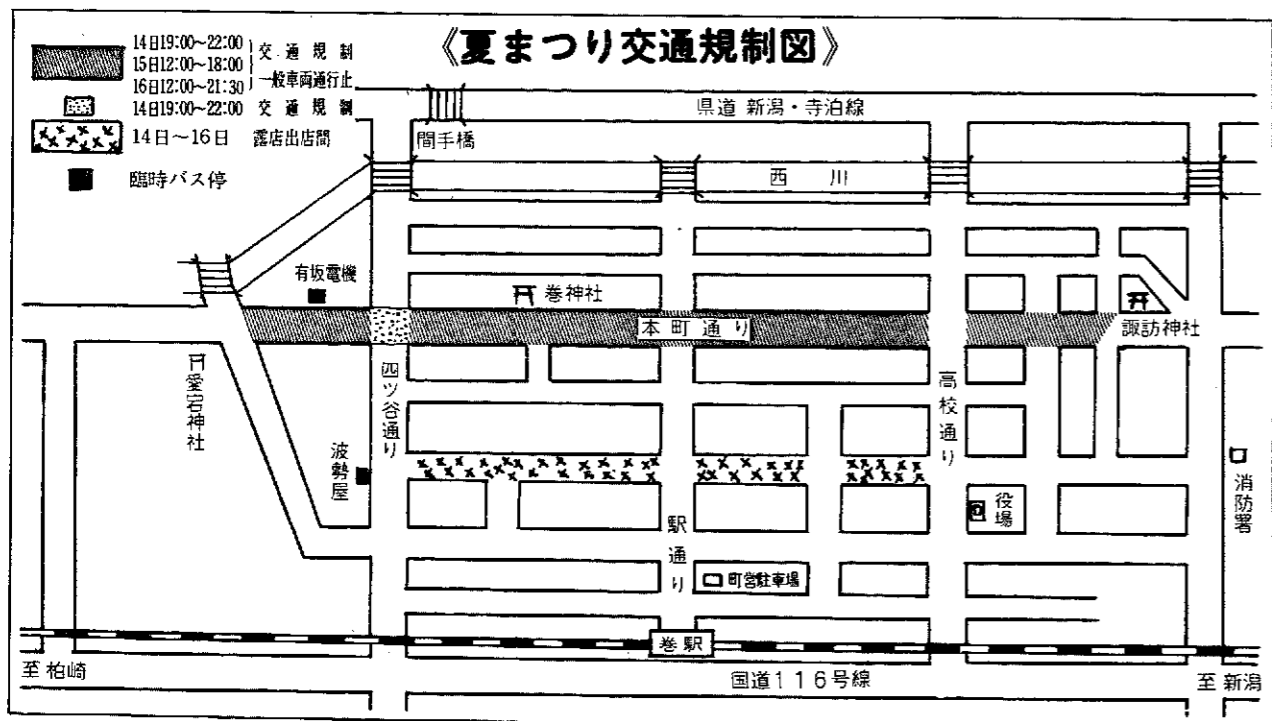 《夏まつり交通規制図》
14日19:00~22:00
15日12:00~18:00
16日12:00~21:30
交通規制
一般車両通行止
14日19:00~22:00 交通規制
14日~16日 露店出店間
臨時バス停
県道 新潟・寺泊線
間手橋
西川
有坂電機
巻神社
本町通り
諏訪神社
愛宕神社
四ツ谷通り
高校通り
波勢屋
駅通り
役場
消防署
町営駐車場
巻駅
至柏崎
国道116号線
至新潟